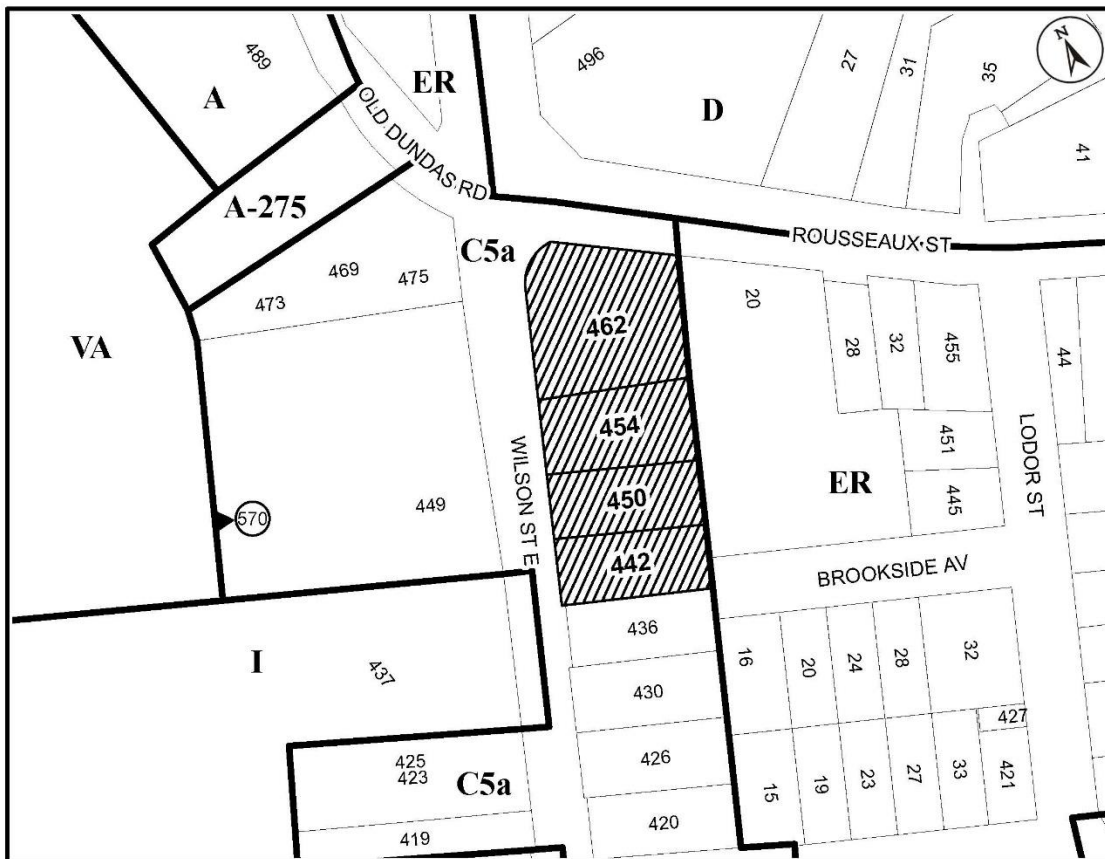 489
A
ER
496
27
31
35
N
D
41
OLD DUNDAS RD
A-275
ROUSSEAUX ST
C5a
469
475
473
462
20
28
32
455
44
VA
454
WILSON ST E
451
LODOR ST
449
450
ER
445
570
442
BROOKSIDE AV
436
16
20
24
28
32
I
437
430
427
425
423
426
C5a
15
19
23
27
33
421
419
420